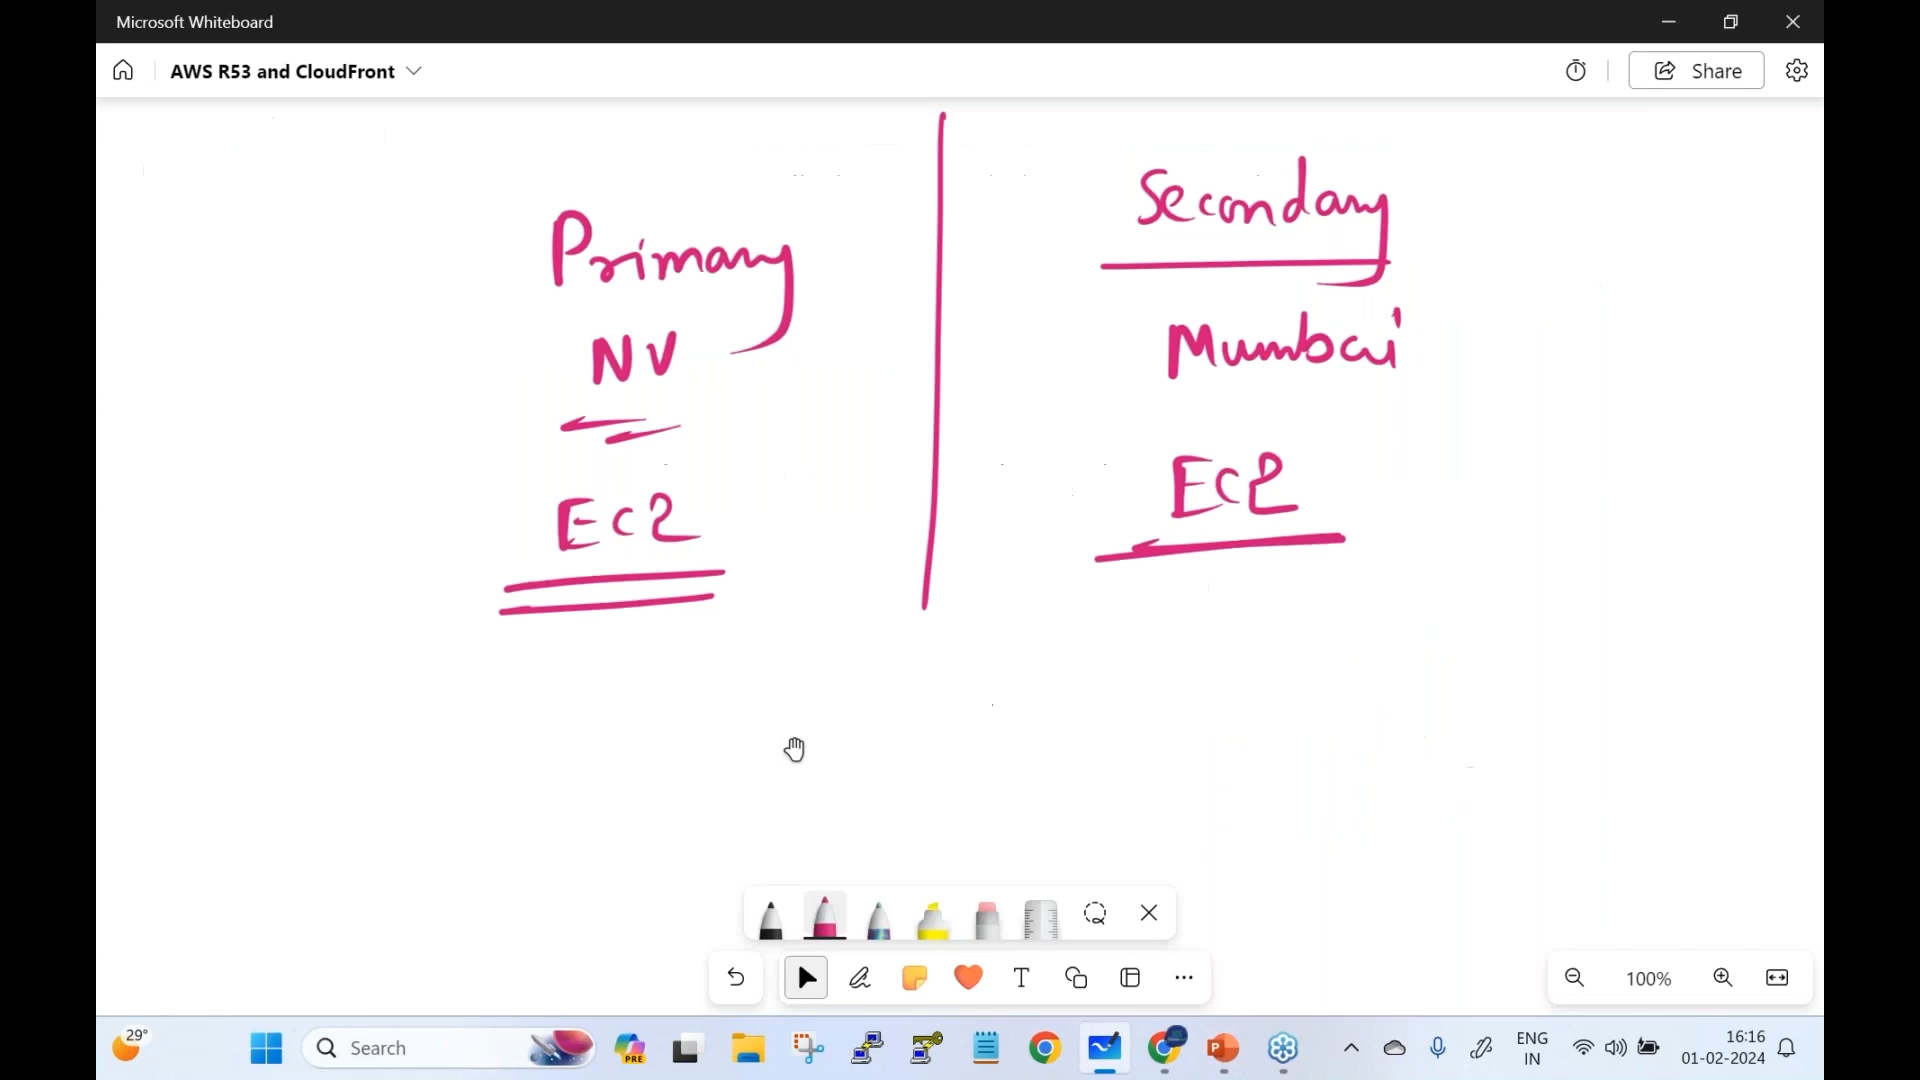 Microsoft Whiteboard
AWS R53 and CloudFront
Share
Primary
NV
EC2
Secondary
Mumbai
EC2
100%
29°
Search
PRE
ENG
IN
16:16
01-02-2024